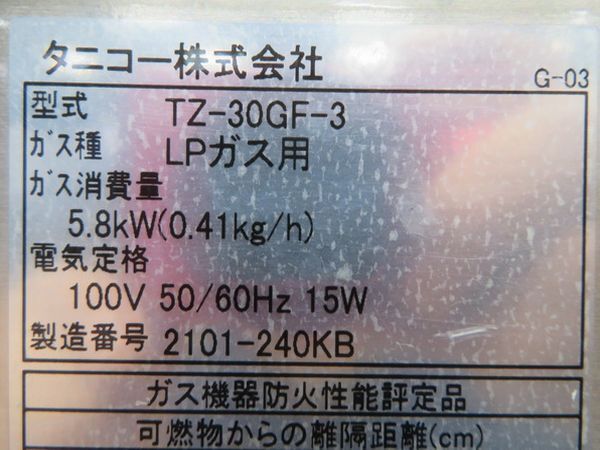 タニコー株式会社
G-03
型式 TZ-30GF-3
ガス種 LPガス用
ガス消費量
5.8kW(0.41kg/h)
電気定格
100V 50/60Hz 15W
製造番号 2101-240KB
ガス機器防火性能評定品
可燃物からの離隔距離(cm)